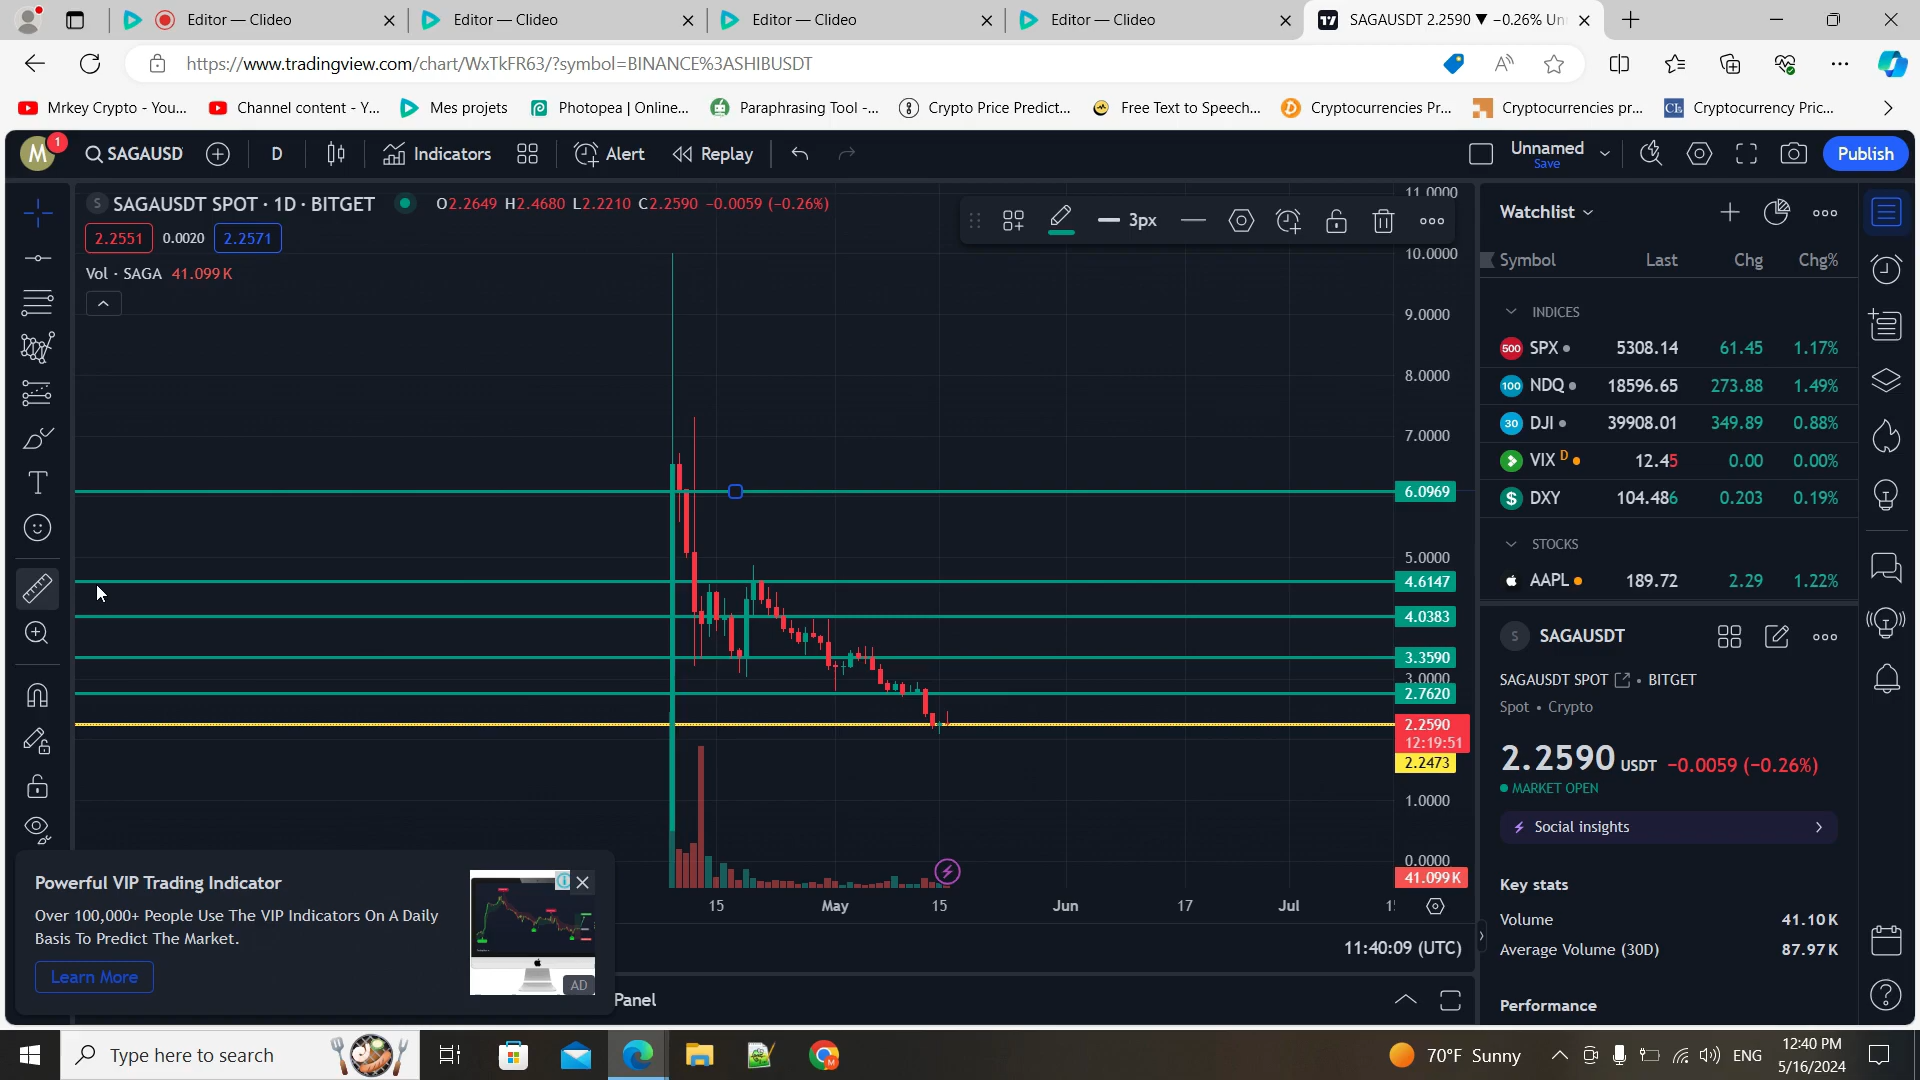 Editor — Clideo
Editor — Clideo
Editor — Clideo
Editor — Clideo
SAGAUSDT 2.2590 ▼ −0.26% Un
https://www.tradingview.com/chart/WxTkFR63/?symbol=BINANCE%3ASHIBUSDT
Mrkey Crypto - You...
Channel content - Y...
Mes projets
Photopea | Online...
Paraphrasing Tool -...
Crypto Price Predict...
Free Text to Speech...
Cryptocurrencies Pr...
Cryptocurrencies pr...
Cryptocurrency Pric...
M 1
SAGAUSD
D
Indicators
Alert
Replay
Unnamed
Save
Publish
S SAGAUSDT SPOT · 1D · BITGET
O2.2649 H2.4680 L2.2210 C2.2590 −0.0059 (−0.26%)
2.2551 0.0020 2.2571
Vol · SAGA 41.099K
3px
11.0000
10.0000
9.0000
8.0000
7.0000
6.0969
5.0000
4.6147
4.0383
3.3590
3.0000
2.7620
2.2590
12:19:51
2.2473
1.0000
0.0000
41.099K
15 May 15 Jun 17 Jul
11:40:09 (UTC)
Panel
Powerful VIP Trading Indicator
Over 100,000+ People Use The VIP Indicators On A Daily
Basis To Predict The Market.
Learn More
AD
Watchlist
Symbol Last Chg Chg%
INDICES
500 SPX 5308.14 61.45 1.17%
100 NDQ 18596.65 273.88 1.49%
30 DJI 39908.01 349.89 0.88%
VIX D 12.45 0.00 0.00%
$ DXY 104.486 0.203 0.19%
STOCKS
AAPL 189.72 2.29 1.22%
S SAGAUSDT
SAGAUSDT SPOT • BITGET
Spot • Crypto
2.2590 USDT −0.0059 (−0.26%)
MARKET OPEN
Social insights
Key stats
Volume 41.10K
Average Volume (30D) 87.97K
Performance
Type here to search
70°F Sunny
ENG
12:40 PM
5/16/2024